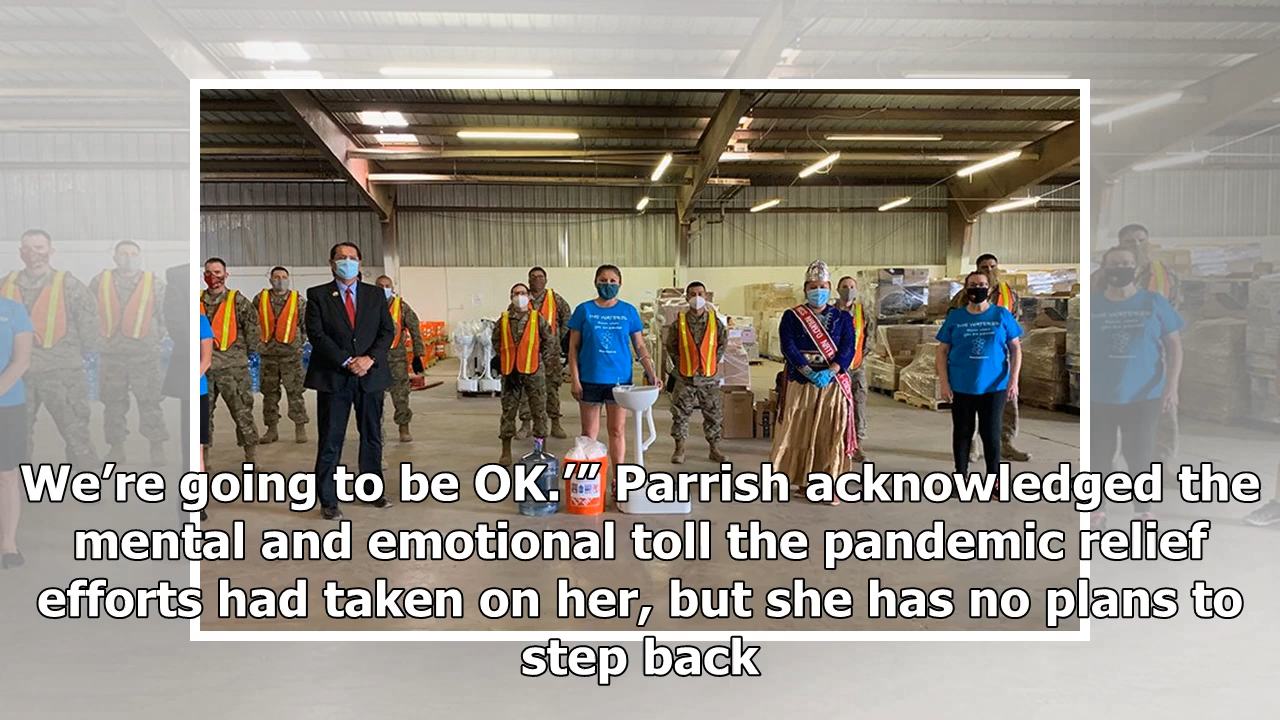 We’re going to be OK.’” Parrish acknowledged the
mental and emotional toll the pandemic relief
efforts had taken on her, but she has no plans to
step back